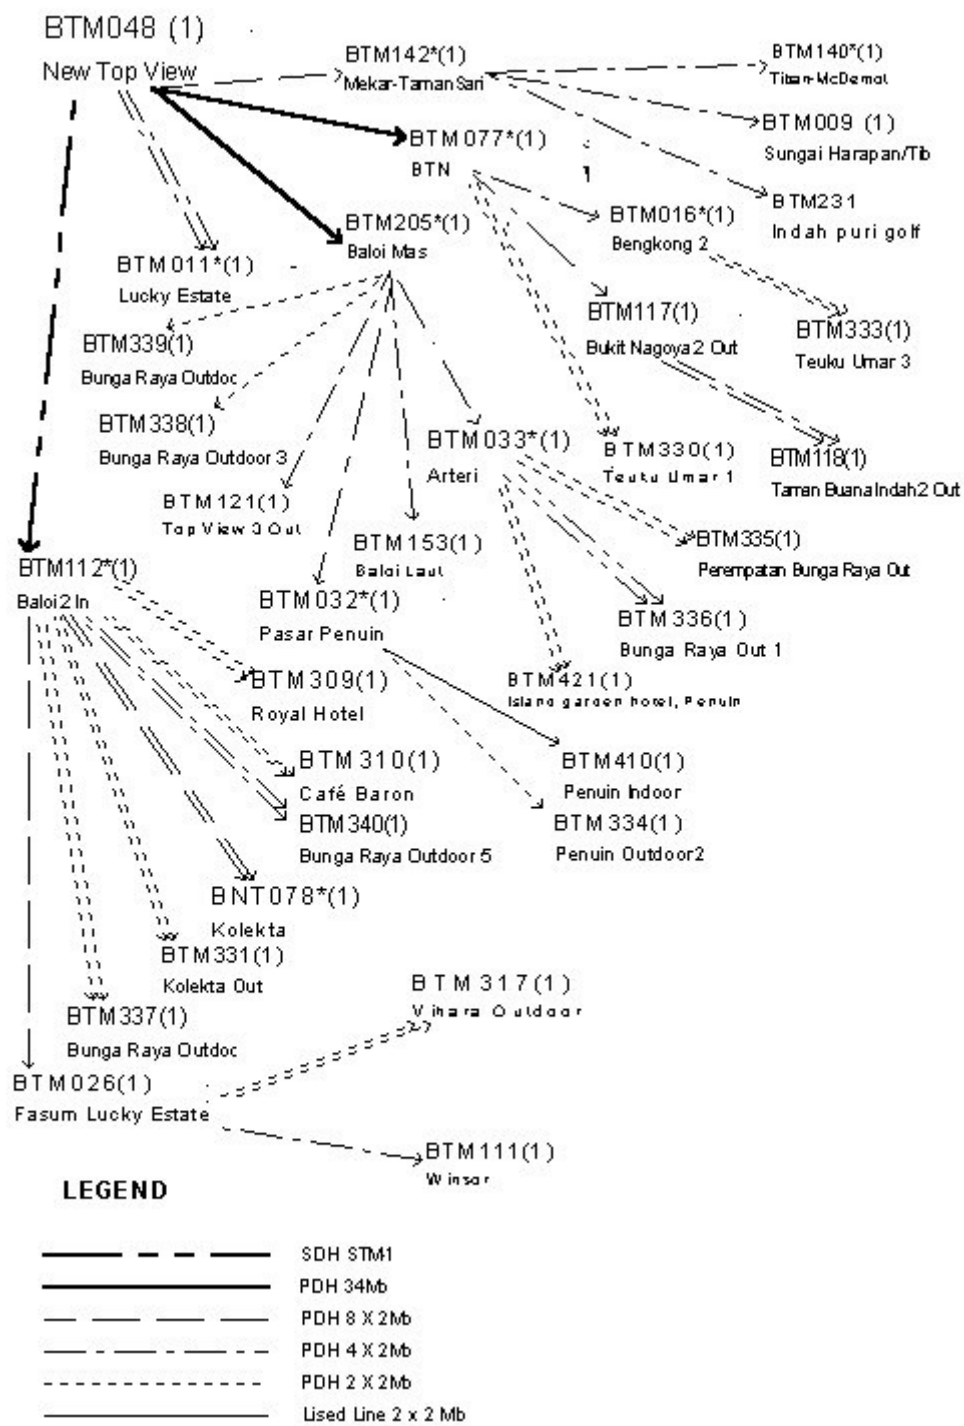 BTM048 (1)
New Top View
BTM142*(1)
Mekar-TamanSari
BTM140*(1)
Titan-McDemot
BTM009 (1)
Sungai Harapan/Tib
BTM077*(1)
BTN
BTM231
Indah puri golf
BTM016*(1)
Bengkong 2
BTM205*(1)
Baloi Mas
BTM011*(1)
Lucky Estate
BTM117(1)
Bukit Nagoya 2 Out
BTM333(1)
Teuku Umar 3
BTM339(1)
Bunga Raya Outdoc
BTM338(1)
Bunga Raya Outdoor 3
BTM033*(1)
Arteri
BTM330(1)
Teuku Umar 1
BTM118(1)
Taman BuanaIndah2 Out
BTM121(1)
Top View 3 Out
BTM153(1)
Baloi Laut
BTM335(1)
Perempatan Bunga Raya Out
BTM112*(1)
Baloi 2 In
BTM032*(1)
Pasar Penuin
BTM336(1)
Bunga Raya Out 1
BTM309(1)
Royal Hotel
BTM421(1)
Island garden hotel, Penuin
BTM310(1)
Café Baron
BTM410(1)
Penuin Indoor
BTM340(1)
Bunga Raya Outdoor 5
BTM334(1)
Penuin Outdoor2
BNT078*(1)
Kolekta
BTM331(1)
Kolekta Out
BTM317(1)
Vihara Outdoor
BTM337(1)
Bunga Raya Outdoc
BTM026(1)
Fasum Lucky Estate
BTM111(1)
Winsor
LEGEND
SDH STM1
PDH 34Mb
PDH 8 X 2Mb
PDH 4 X 2Mb
PDH 2 X 2Mb
Lised Line 2 x 2 Mb